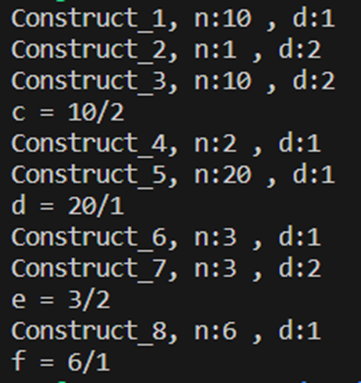 Construct_1, n:10 , d:1
Construct_2, n:1 , d:2
Construct_3, n:10 , d:2
c = 10/2
Construct_4, n:2 , d:1
Construct_5, n:20 , d:1
d = 20/1
Construct_6, n:3 , d:1
Construct_7, n:3 , d:2
e = 3/2
Construct_8, n:6 , d:1
f = 6/1